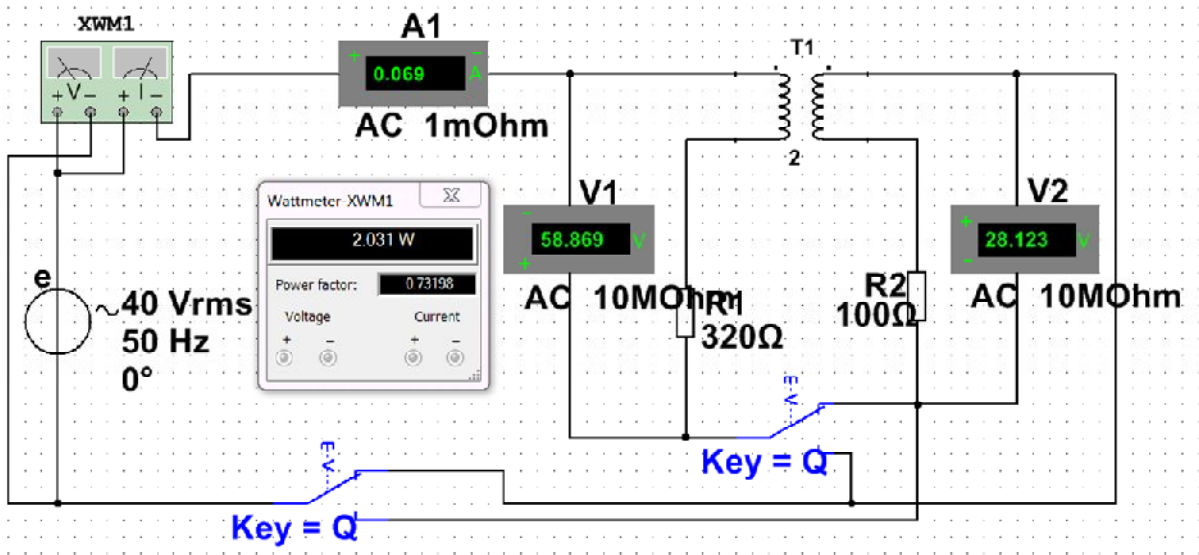 XWM1
+ V − + I −
A1
+ −
0.069 A
AC 1mOhm
T1
2
Wattmeter-XWM1 X
2.031 W
Power factor: 0.73198
Voltage Current
+ − + −
V1
−
58.869 V
+
AC 10MOhm
R1
320Ω
R2
100Ω
V2
+
28.123 V
−
AC 10MOhm
e
~40 Vrms
50 Hz
0°
E-V
Key = Q
E-V
Key = Q